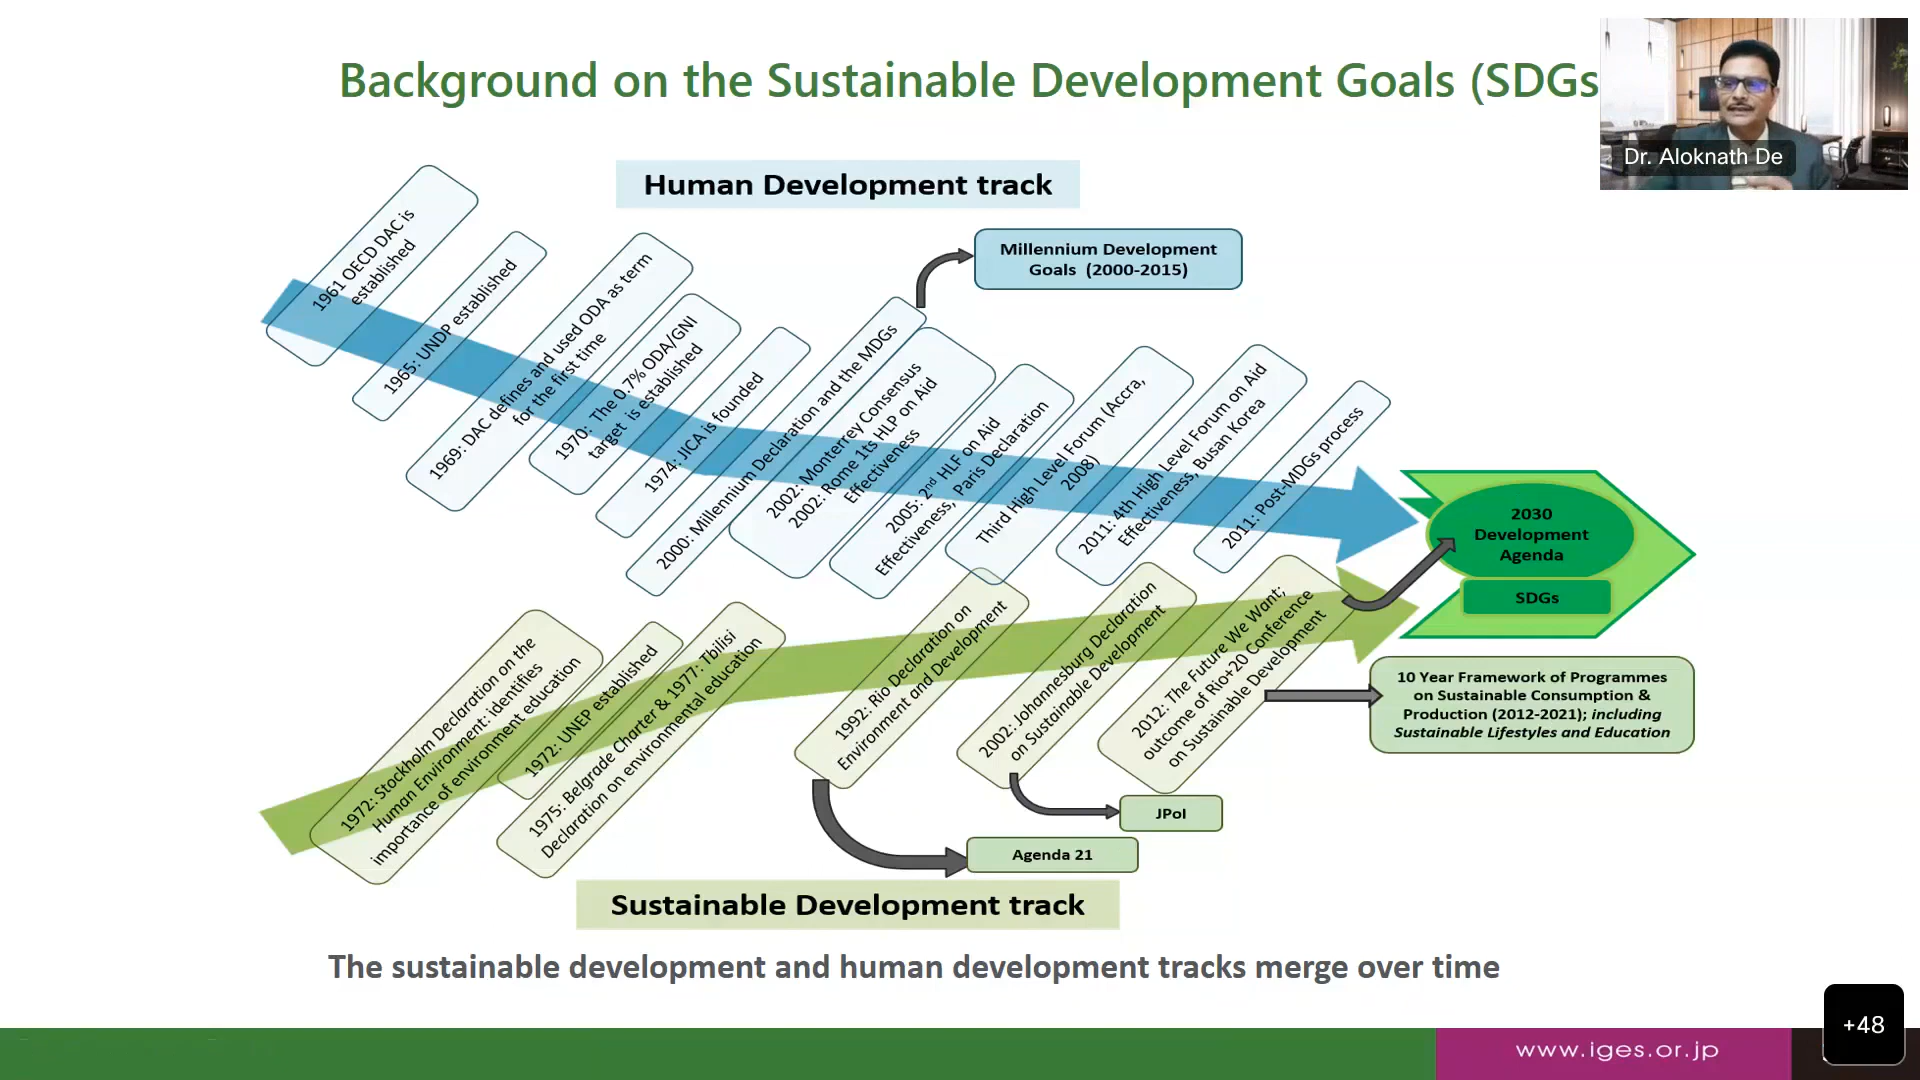 Background on the Sustainable Development Goals (SDGs
Dr. Aloknath De
Human Development track
Millennium Development
Goals (2000-2015)
1961 OECD DAC is
established
1965: UNDP established
1969: DAC defines and used ODA as term
for the first time
1970: The 0.7% ODA/GNI
target is established
1974: JICA is founded
2000: Millennium Declaration and the MDGs
2002: Monterrey Consensus
2002: Rome 1ts HLP on Aid
Effectiveness
2005: 2nd HLF on Aid
Effectiveness, Paris Declaration
Third High Level Forum (Accra,
2008)
2011: 4th High Level Forum on Aid
Effectiveness, Busan Korea
2011: Post-MDGs process
2030
Development
Agenda
SDGs
1972: Stockholm Declaration on the
Human Environment: identifies
importance of environment education
1972: UNEP established
1975: Belgrade Charter & 1977: Tbilisi
Declaration on environmental education
1992: Rio Declaration on
Environment and Development
2002: Johannesburg Declaration
on Sustainable Development
2012: The Future We Want;
outcome of Rio+20 Conference
on Sustainable Development
10 Year Framework of Programmes
on Sustainable Consumption &
Production (2012-2021); including
Sustainable Lifestyles and Education
JPoI
Agenda 21
Sustainable Development track
The sustainable development and human development tracks merge over time
www.iges.or.jp
+48